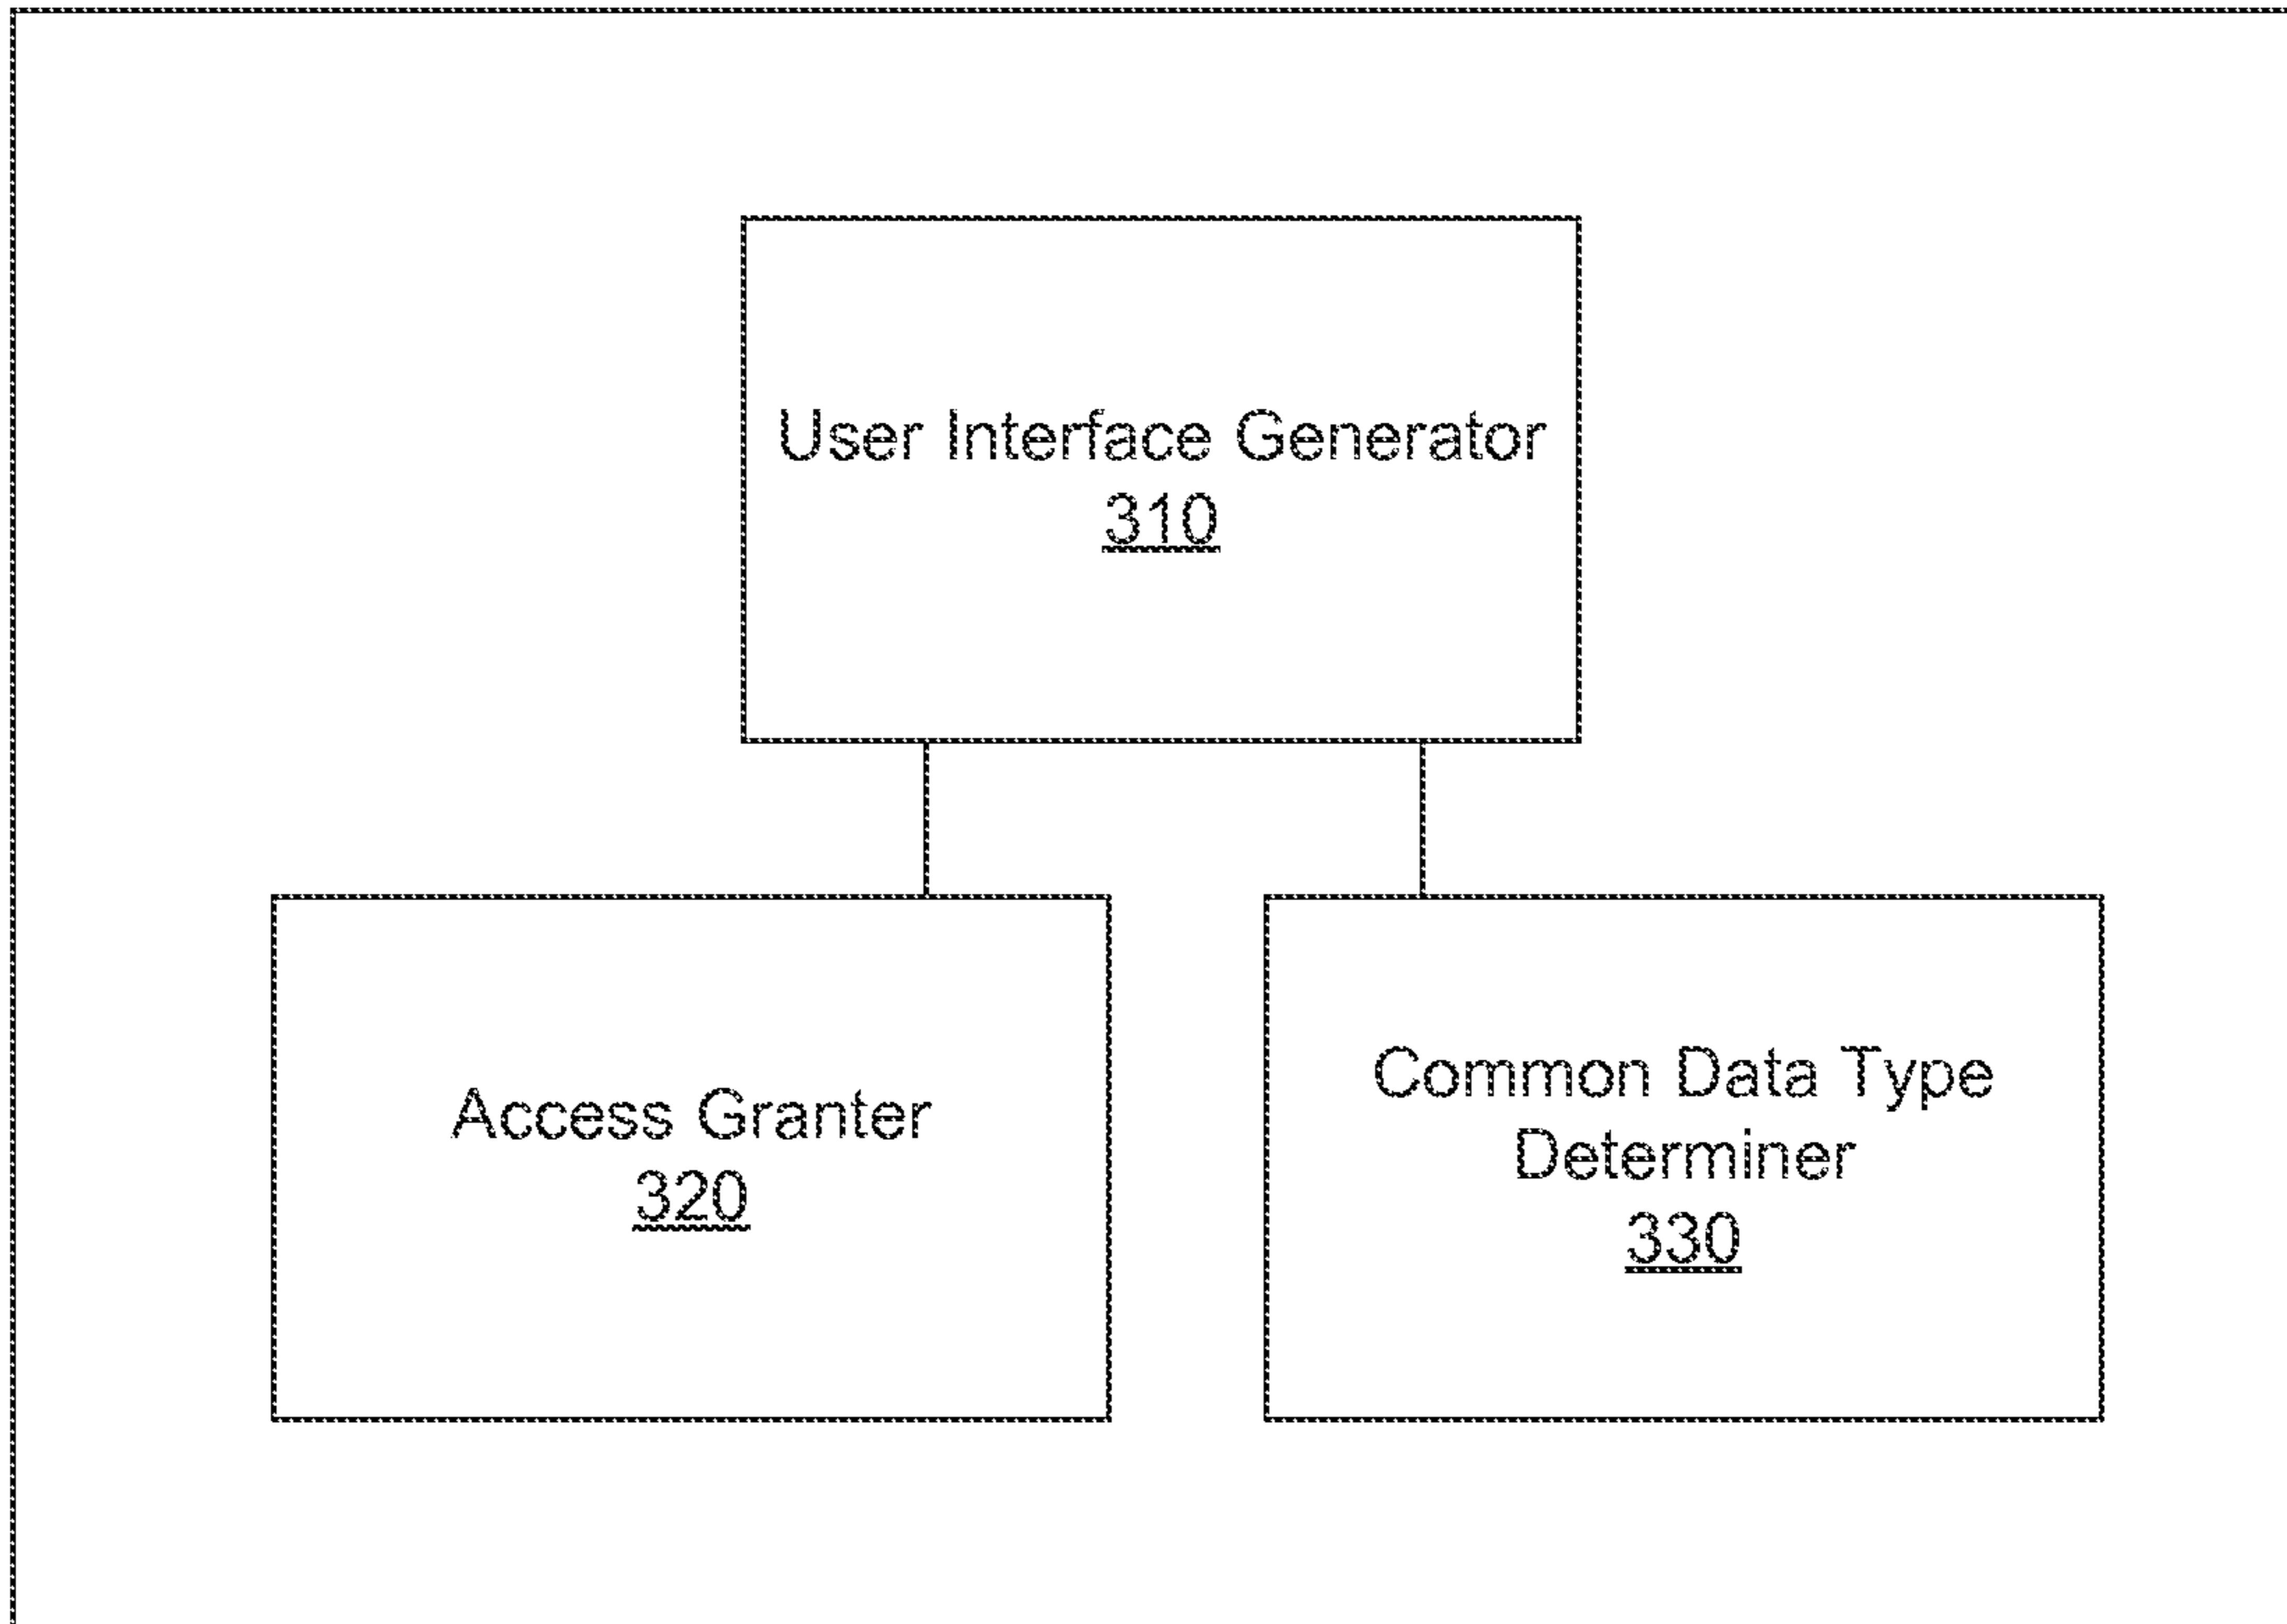 User Interface Generator
310
Access Granter
320
Common Data Type
Determiner
330